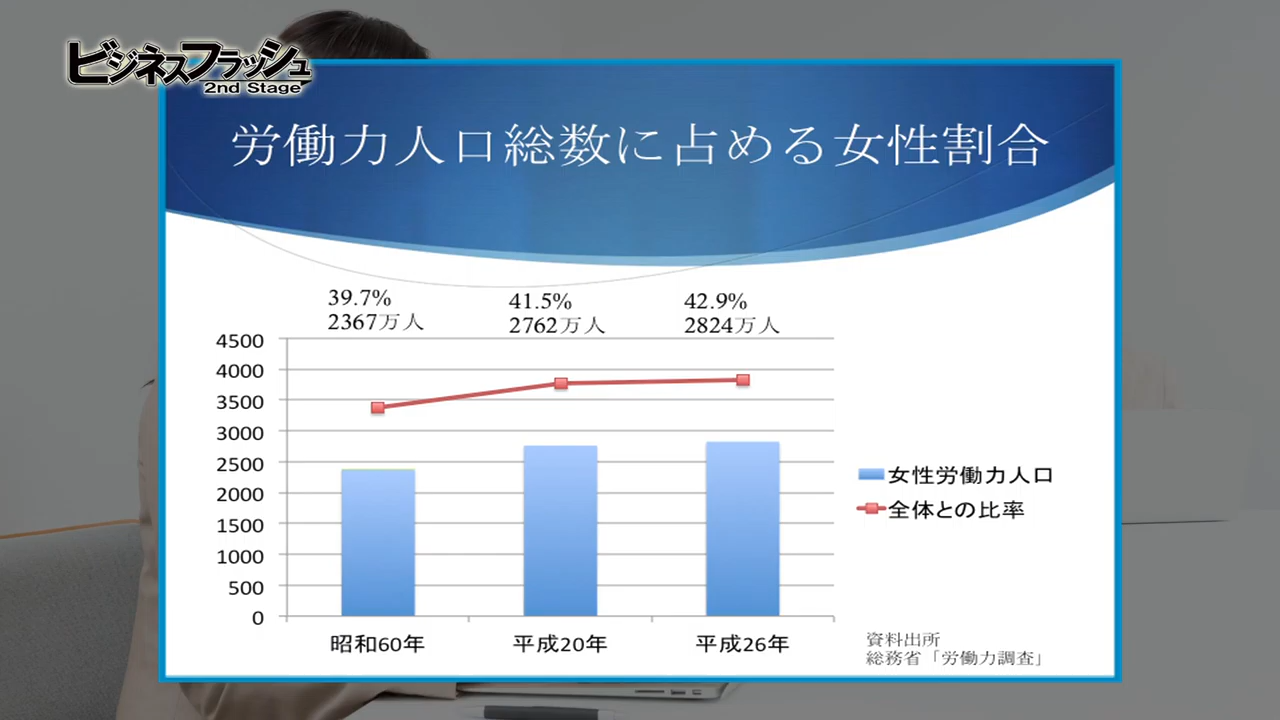 ビジネスフラッシュ
2nd Stage
労働力人口総数に占める女性割合
39.7%
2367万人
41.5%
2762万人
42.9%
2824万人
4500
4000
3500
3000
2500
2000
1500
1000
500
0
昭和60年
平成20年
平成26年
女性労働力人口
全体との比率
資料出所
総務省「労働力調査」